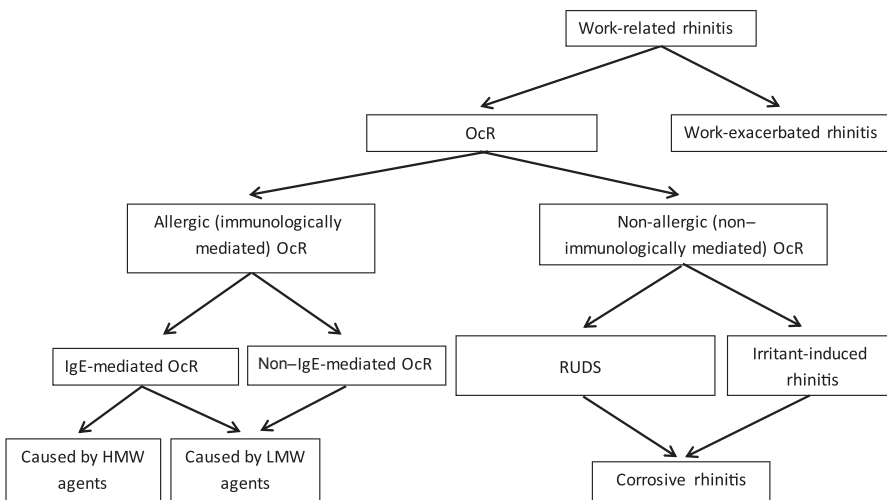 Work-related rhinitis
OcR
Work-exacerbated rhinitis
Allergic (immunologically
mediated) OcR
Non-allergic (non–
immunologically mediated) OcR
IgE-mediated OcR
Non–IgE-mediated OcR
RUDS
Irritant-induced
rhinitis
Caused by HMW
agents
Caused by LMW
agents
Corrosive rhinitis